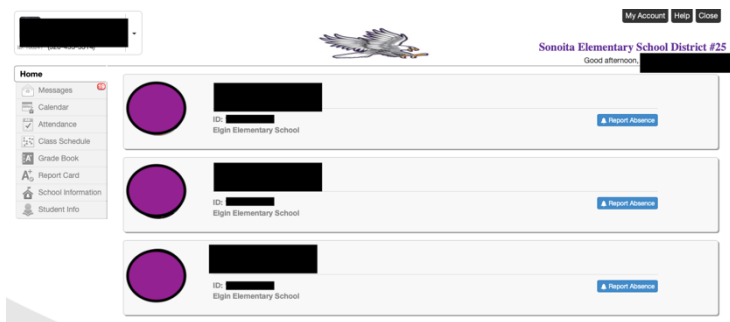 My Account Help Close
Sonoita Elementary School District #25
Good afternoon,
Home
Messages
Calendar
Attendance
Class Schedule
Grade Book
Report Card
School Information
Student Info
ID:
Elgin Elementary School
Report Absence
ID:
Elgin Elementary School
Report Absence
ID:
Elgin Elementary School
Report Absence